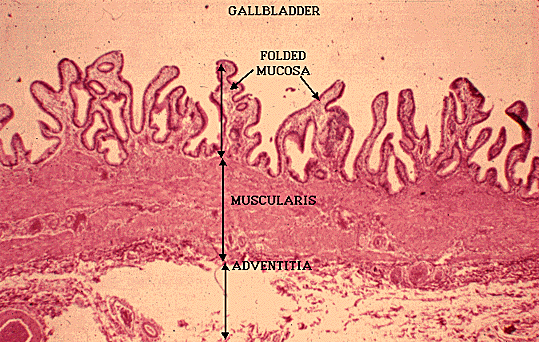 GALLBLADDER
FOLDED
MUCOSA
MUSCULARIS
ADVENTITIA